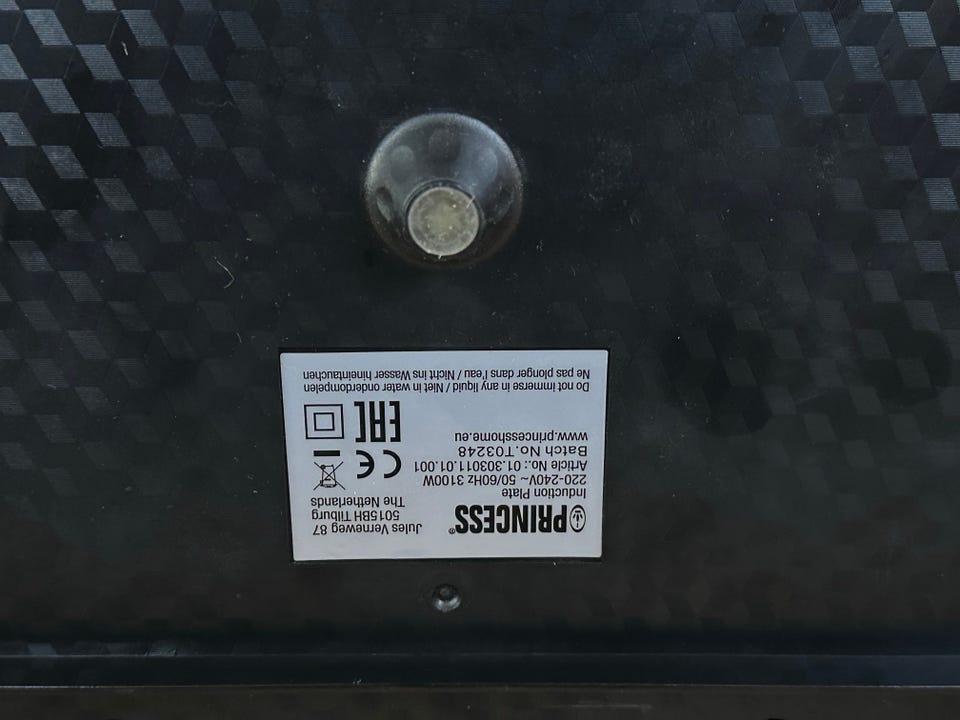 PRINCESS®
Induction Plate
220-240V~ 50/60Hz 3100W
Article No.: 01.303011.01.001
Batch No.T03248
www.princesshome.eu
Jules Verneweg 87
5015BH Tilburg
The Netherlands
CE
EAC
Do not immerse in any liquid / Niet in water onderdompelen
Ne pas plonger dans l'eau / Nicht ins Wasser hineintauchen